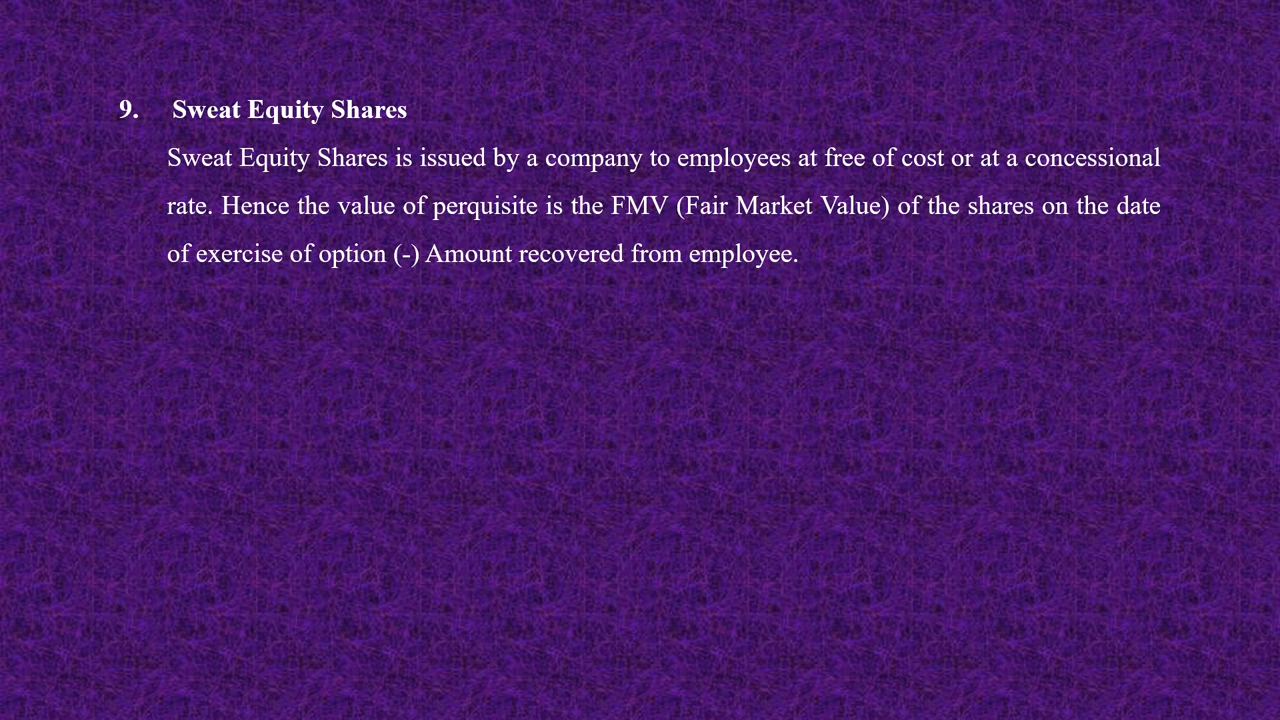 9. Sweat Equity Shares
Sweat Equity Shares is issued by a company to employees at free of cost or at a concessional
rate. Hence the value of perquisite is the FMV (Fair Market Value) of the shares on the date
of exercise of option (-) Amount recovered from employee.